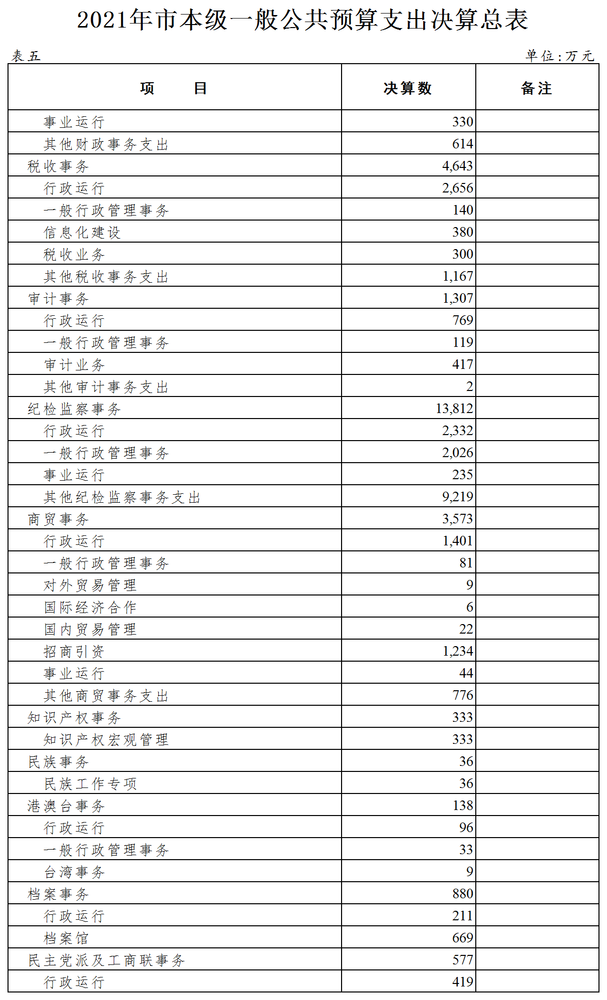 2021年市本级一般公共预算支出决算总表
表五 单位:万元
项 目 决算数 备注
事业运行 330
其他财政事务支出 614
税收事务 4,643
行政运行 2,656
一般行政管理事务 140
信息化建设 380
税收业务 300
其他税收事务支出 1,167
审计事务 1,307
行政运行 769
一般行政管理事务 119
审计业务 417
其他审计事务支出 2
纪检监察事务 13,812
行政运行 2,332
一般行政管理事务 2,026
事业运行 235
其他纪检监察事务支出 9,219
商贸事务 3,573
行政运行 1,401
一般行政管理事务 81
对外贸易管理 9
国际经济合作 6
国内贸易管理 22
招商引资 1,234
事业运行 44
其他商贸事务支出 776
知识产权事务 333
知识产权宏观管理 333
民族事务 36
民族工作专项 36
港澳台事务 138
行政运行 96
一般行政管理事务 33
台湾事务 9
档案事务 880
行政运行 211
档案馆 669
民主党派及工商联事务 577
行政运行 419